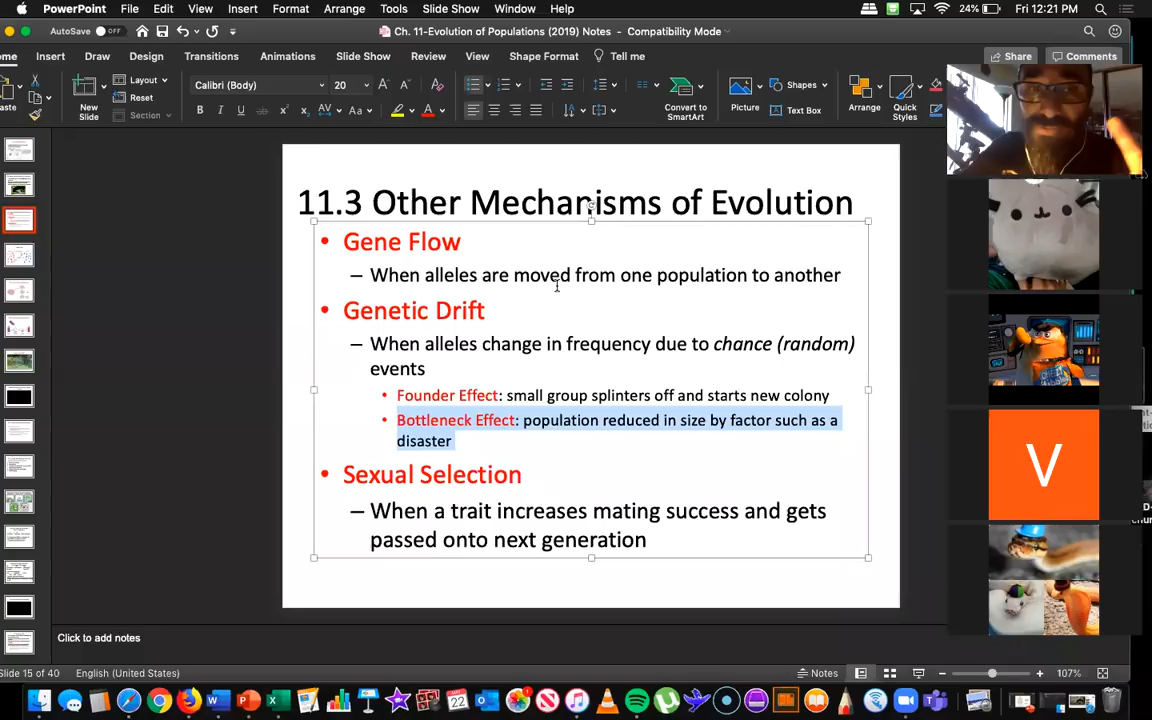 PowerPoint File Edit View Insert Format Arrange Tools Slide Show Window Help 24% Fri 12:21 PM
AutoSave OFF Ch. 11-Evolution of Populations (2019) Notes - Compatibility Mode
Insert Draw Design Transitions Animations Slide Show Review View Shape Format Tell me Share Comments
New Slide
Layout
Reset
Section
Calibri (Body) 20
Convert to SmartArt
Picture
Shapes
Text Box
Arrange
Quick Styles
11.3 Other Mechanisms of Evolution
• Gene Flow
– When alleles are moved from one population to another
• Genetic Drift
– When alleles change in frequency due to chance (random)
events
• Founder Effect: small group splinters off and starts new colony
• Bottleneck Effect: population reduced in size by factor such as a
disaster
• Sexual Selection
– When a trait increases mating success and gets
passed onto next generation
V
Click to add notes
Slide 15 of 40 English (United States) Notes 107%